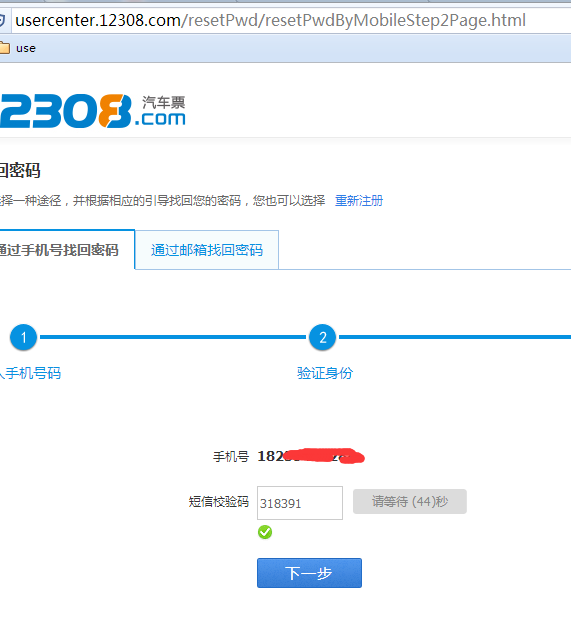 usercenter.12308.com/resetPwd/resetPwdByMobileStep2Page.html
use
12308 汽车票
.com
回密码
选择一种途径，并根据相应的引导找回您的密码，您也可以选择 重新注册
通过手机号找回密码 通过邮箱找回密码
1 2
入手机号码 验证身份
手机号 182
短信校验码 318391 请等待 (44)秒
下一步